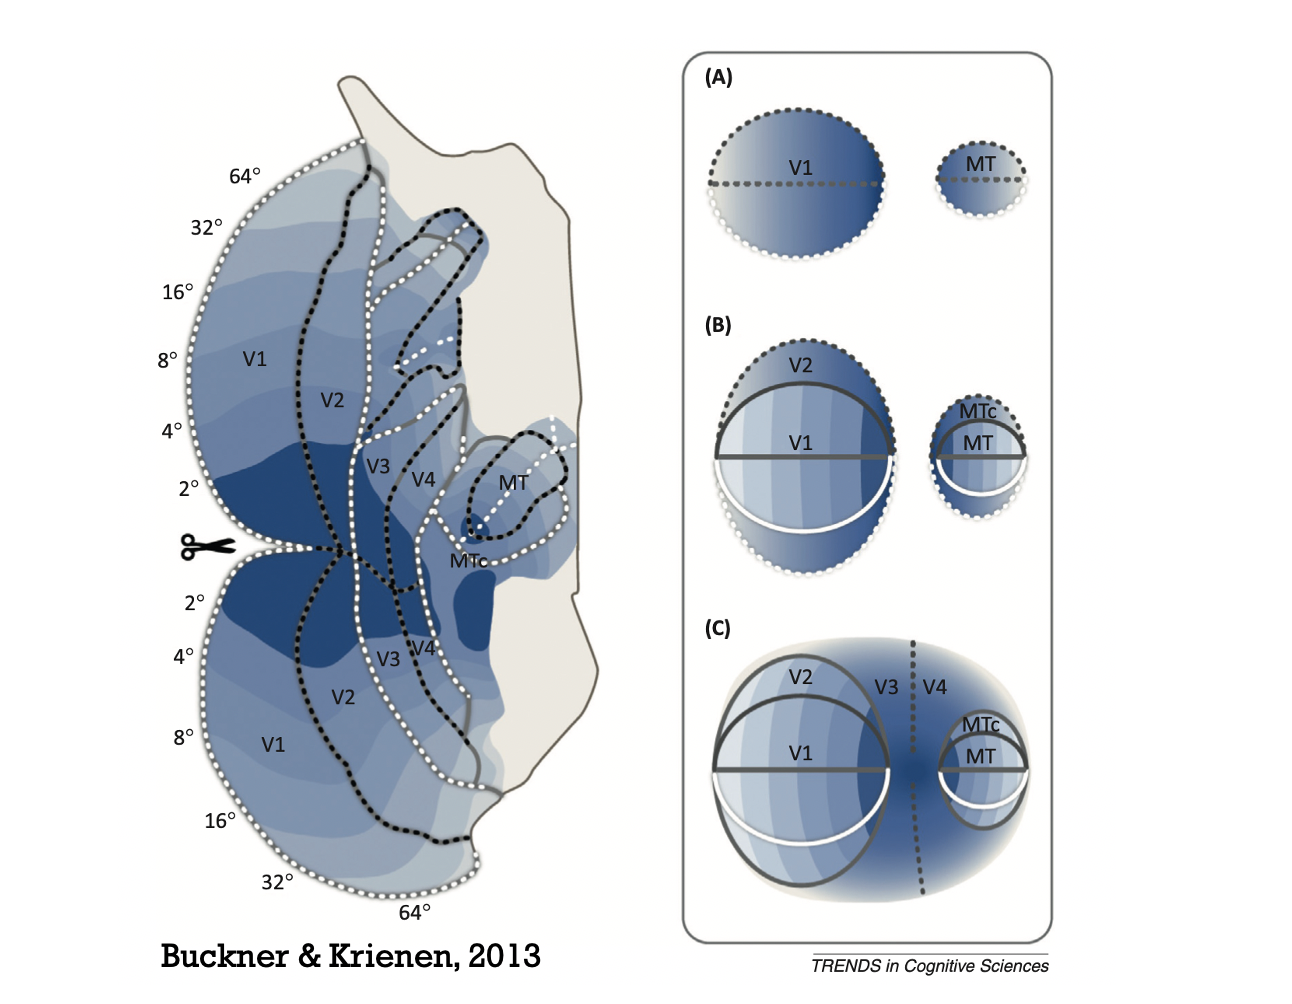 64°
32°
16°
8°
4°
2°
2°
4°
8°
16°
32°
64°
V1
V2
V3
V4
MT
MTc
V3
V4
V2
V1
(A)
V1
MT
(B)
V2
V1
MTc
MT
(C)
V2
V3
V4
V1
MTc
MT
Buckner & Krienen, 2013
TRENDS in Cognitive Sciences